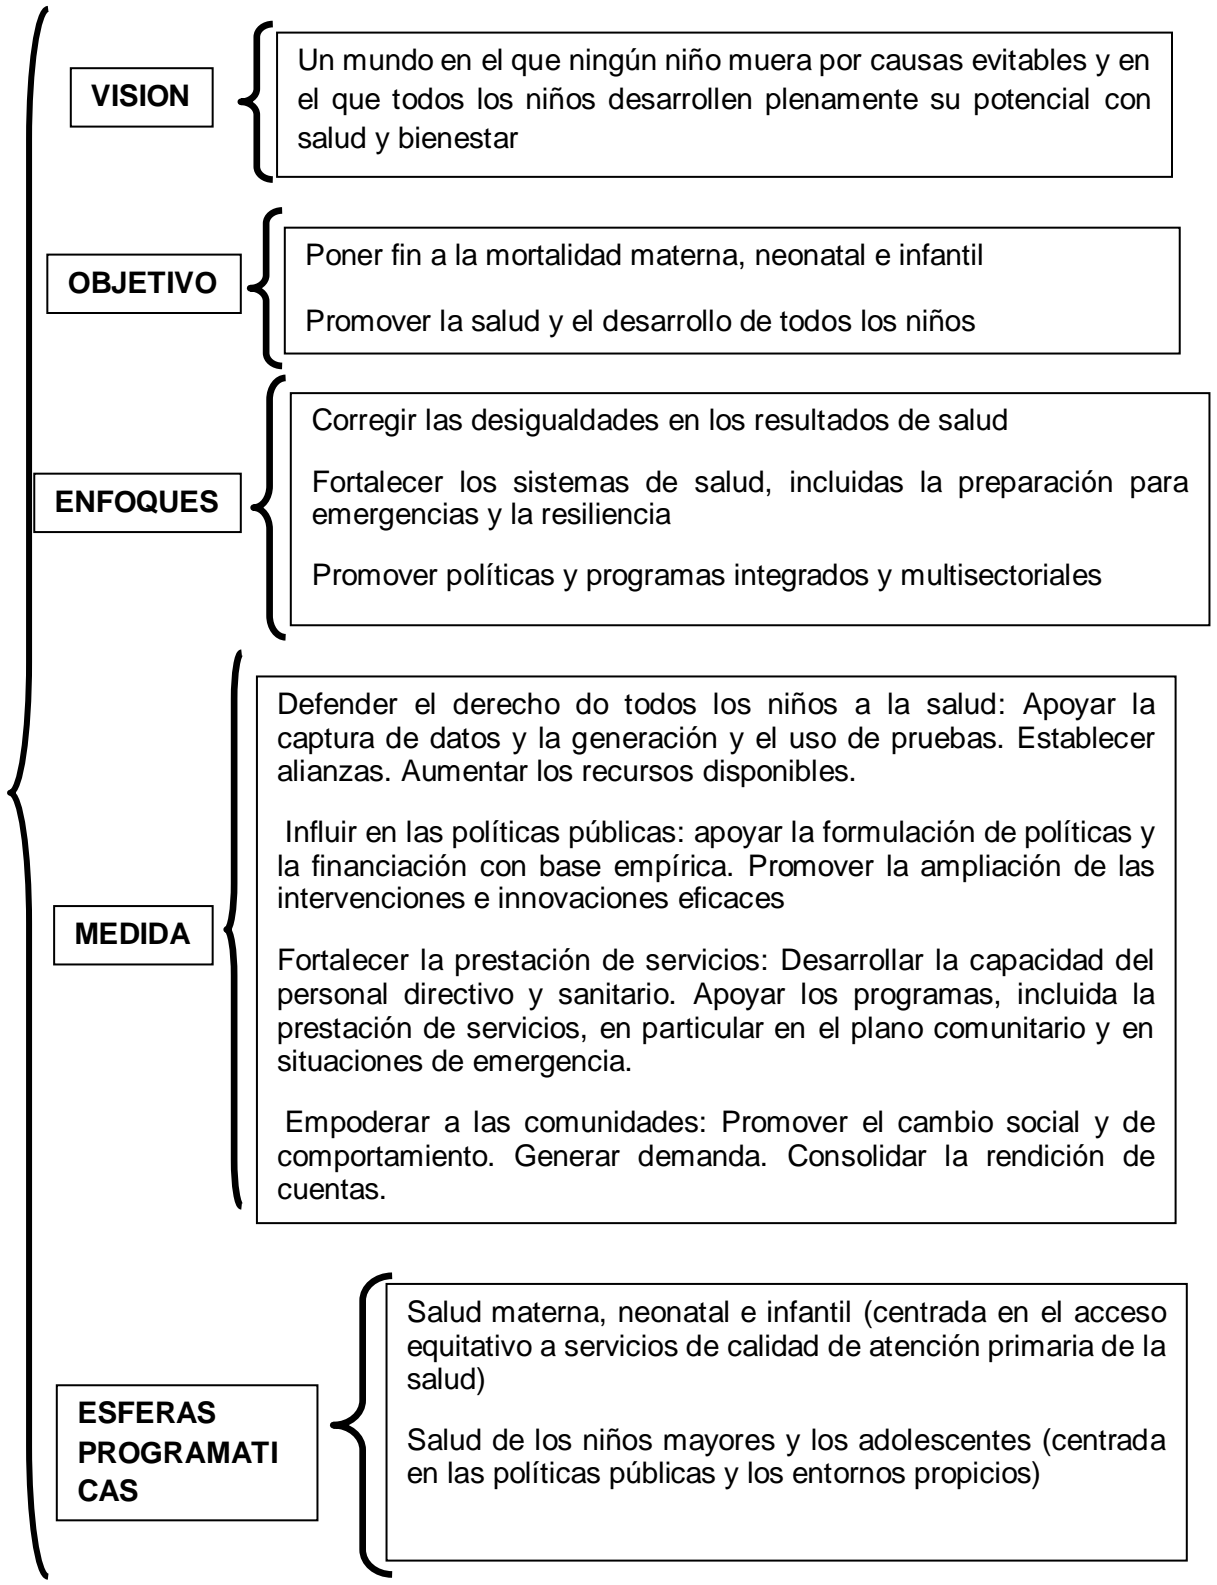 VISION
Un mundo en el que ningún niño muera por causas evitables y en
el que todos los niños desarrollen plenamente su potencial con
salud y bienestar
OBJETIVO
Poner fin a la mortalidad materna, neonatal e infantil
Promover la salud y el desarrollo de todos los niños
ENFOQUES
Corregir las desigualdades en los resultados de salud
Fortalecer los sistemas de salud, incluidas la preparación para
emergencias y la resiliencia
Promover políticas y programas integrados y multisectoriales
MEDIDA
Defender el derecho do todos los niños a la salud: Apoyar la
captura de datos y la generación y el uso de pruebas. Establecer
alianzas. Aumentar los recursos disponibles.
Influir en las políticas públicas: apoyar la formulación de políticas y
la financiación con base empírica. Promover la ampliación de las
intervenciones e innovaciones eficaces
Fortalecer la prestación de servicios: Desarrollar la capacidad del
personal directivo y sanitario. Apoyar los programas, incluida la
prestación de servicios, en particular en el plano comunitario y en
situaciones de emergencia.
Empoderar a las comunidades: Promover el cambio social y de
comportamiento. Generar demanda. Consolidar la rendición de
cuentas.
ESFERAS
PROGRAMATI
CAS
Salud materna, neonatal e infantil (centrada en el acceso
equitativo a servicios de calidad de atención primaria de la
salud)
Salud de los niños mayores y los adolescentes (centrada
en las políticas públicas y los entornos propicios)